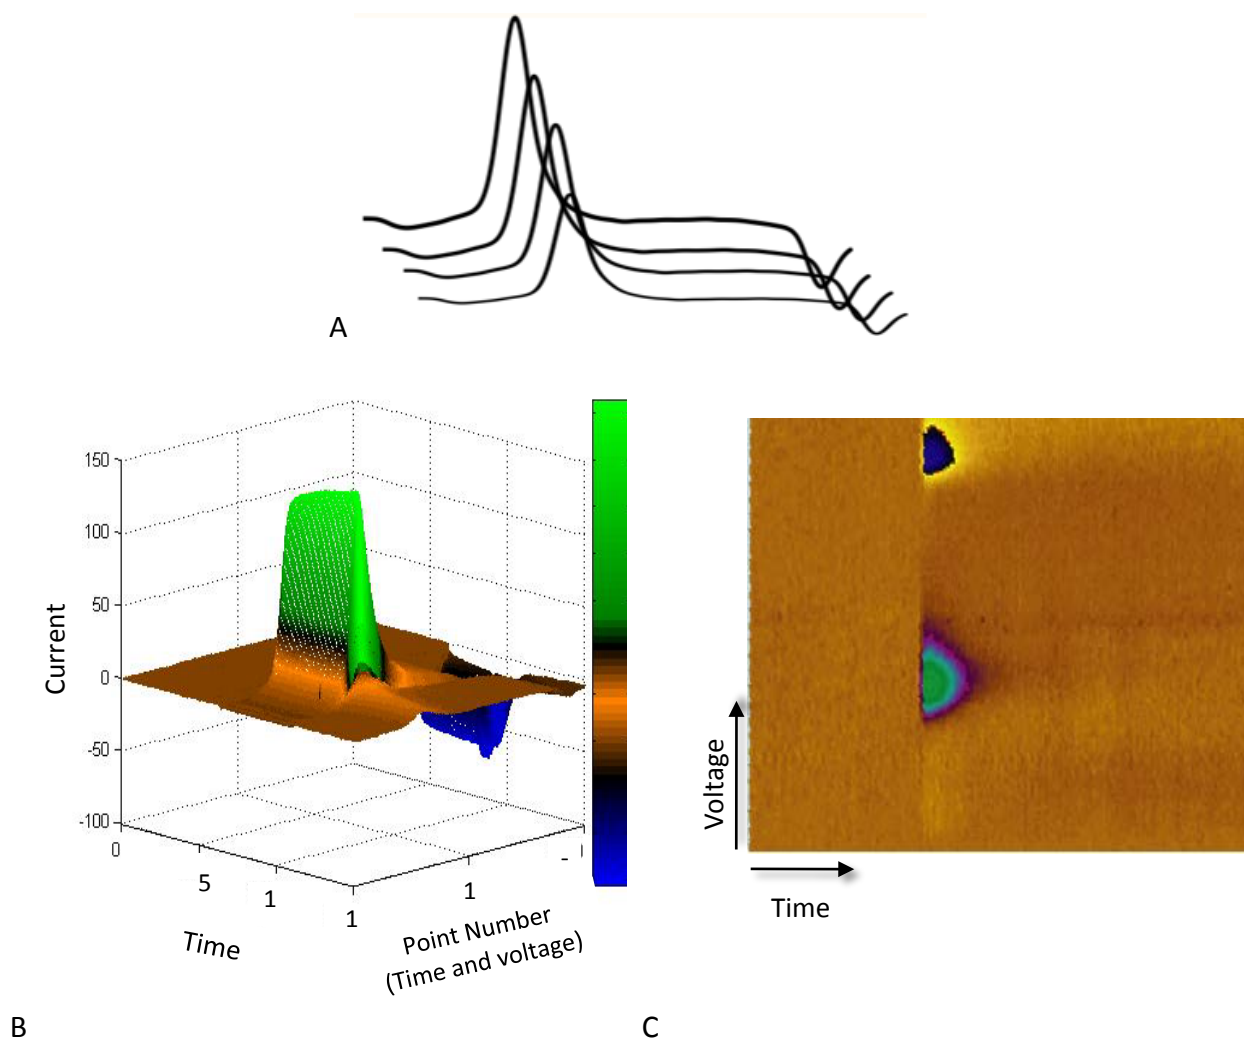 A
150
100
50
0
-50
-100
Current
0
5
1
1
Time
1
Point Number
(Time and voltage)
B
Voltage
Time
C